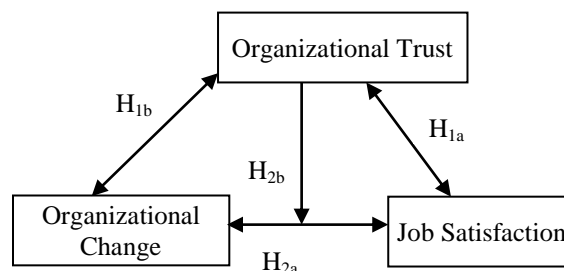 Organizational Trust
H1b
H1a
H2b
Organizational
Change
Job Satisfaction
H2a